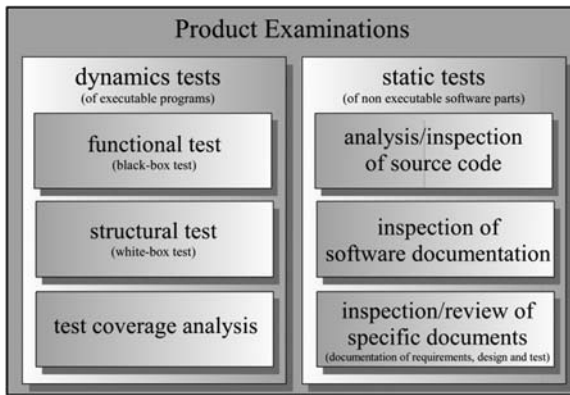 Product Examinations
dynamics tests
(of executable programs)
functional test
(black-box test)
structural test
(white-box test)
test coverage analysis
static tests
(of non executable software parts)
analysis/inspection
of source code
inspection of
software documentation
inspection/review of
specific documents
(documentation of requirements, design and test)